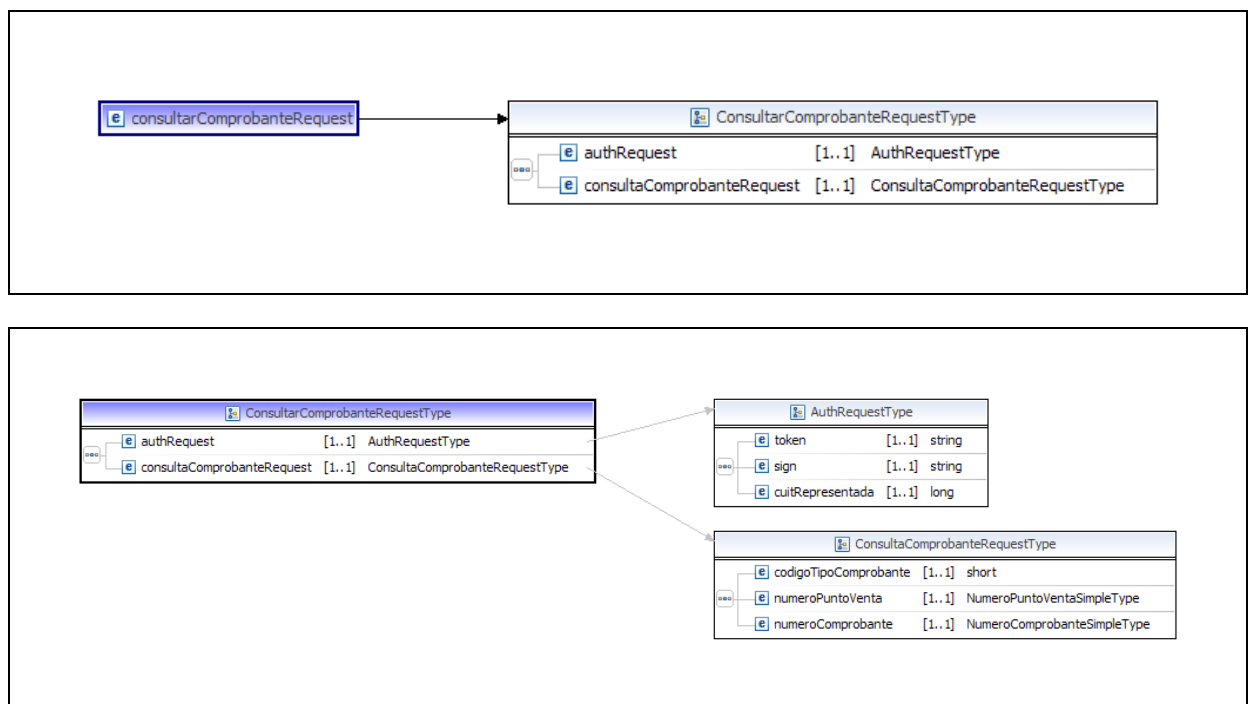 e consultarComprobanteRequest
ConsultarComprobanteRequestType
e authRequest [1..1] AuthRequestType
e consultaComprobanteRequest [1..1] ConsultaComprobanteRequestType
ConsultarComprobanteRequestType
e authRequest [1..1] AuthRequestType
e consultaComprobanteRequest [1..1] ConsultaComprobanteRequestType
AuthRequestType
e token [1..1] string
e sign [1..1] string
e cuitRepresentada [1..1] long
ConsultaComprobanteRequestType
e codigoTipoComprobante [1..1] short
e numeroPuntoVenta [1..1] NumeroPuntoVentaSimpleType
e numeroComprobante [1..1] NumeroComprobanteSimpleType